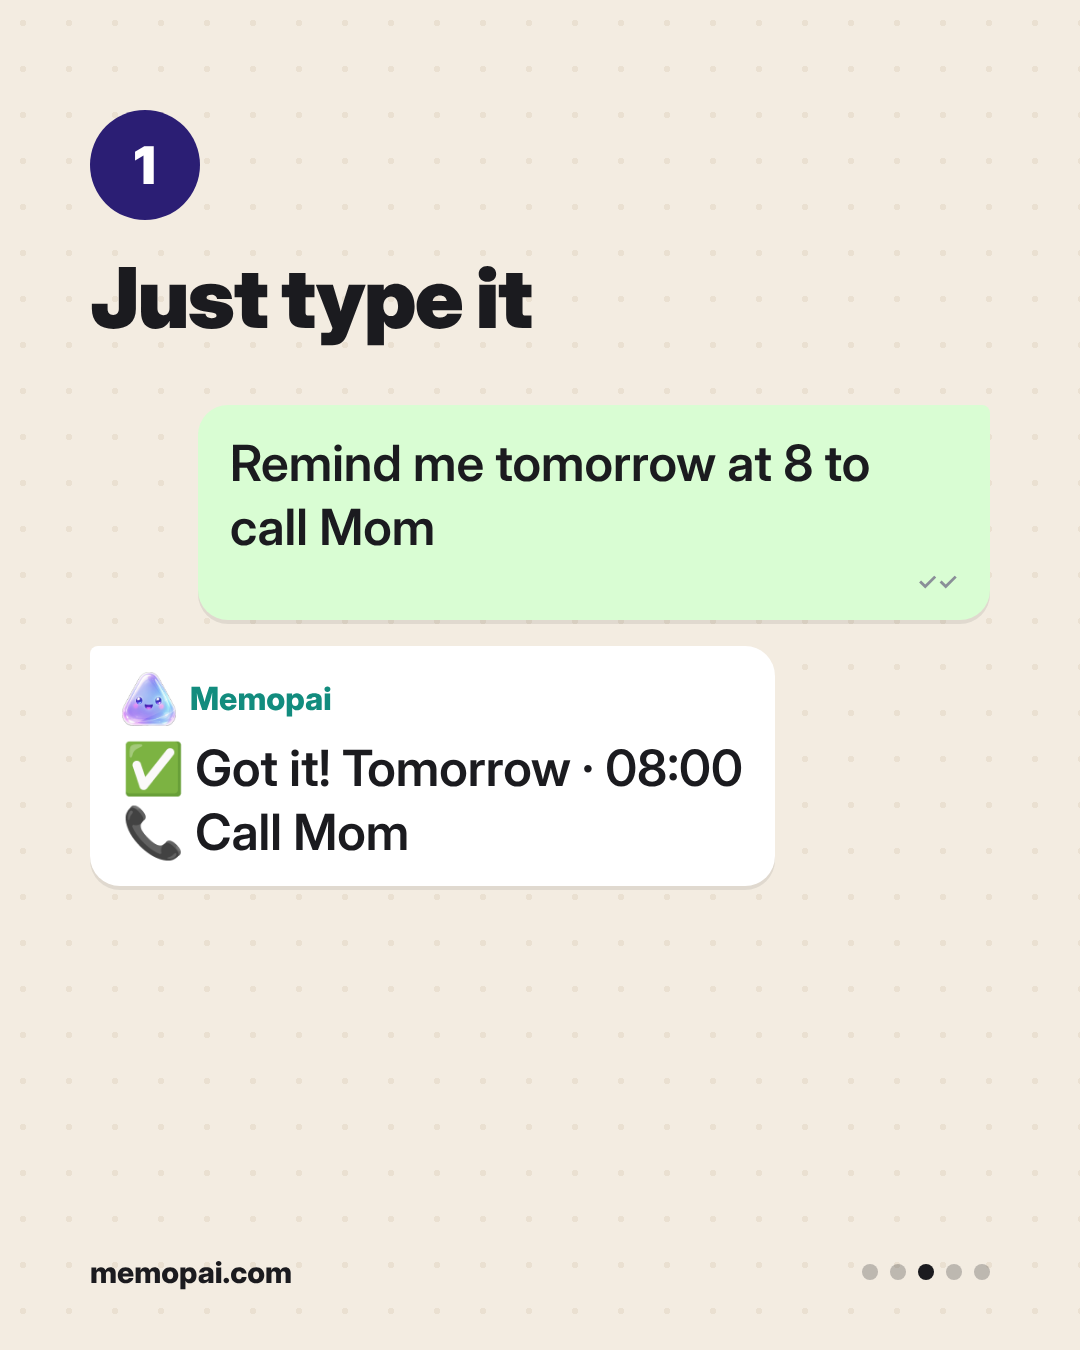 1
Just type it
Remind me tomorrow at 8 to
call Mom
Memopai
✅ Got it! Tomorrow · 08:00
📞 Call Mom
memopai.com